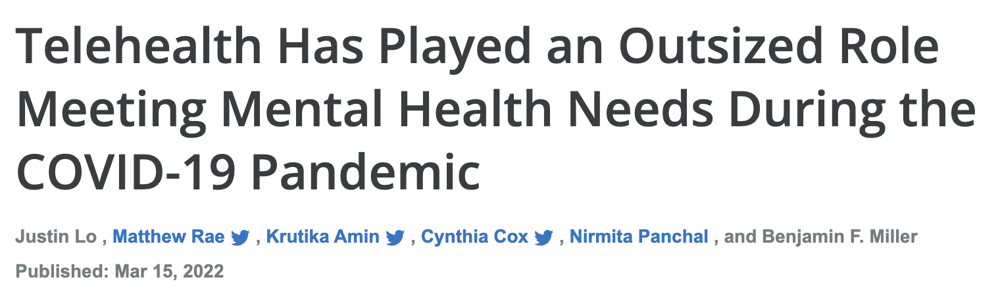 Telehealth Has Played an Outsized Role
Meeting Mental Health Needs During the
COVID-19 Pandemic
Justin Lo , Matthew Rae , Krutika Amin , Cynthia Cox , Nirmita Panchal , and Benjamin F. Miller
Published: Mar 15, 2022